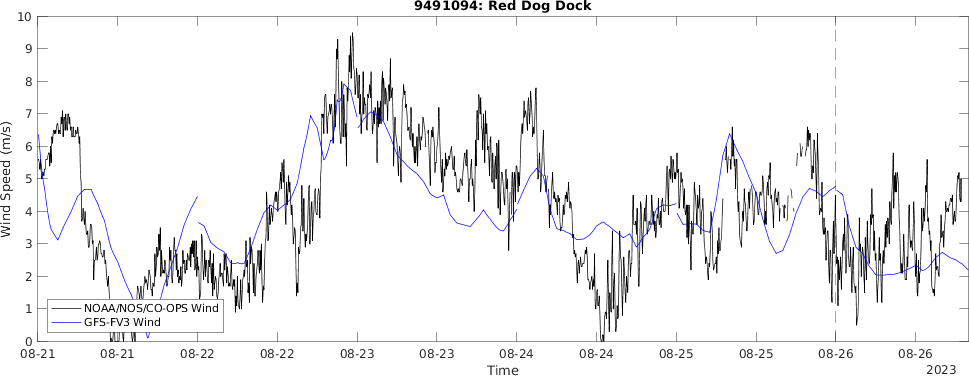 9491094: Red Dog Dock
Wind Speed (m/s)
10
9
8
7
6
5
4
3
2
1
0
NOAA/NOS/CO-OPS Wind
GFS-FV3 Wind
08-21 08-21 08-22 08-22 08-23 08-23 08-24 08-24 08-25 08-25 08-26 08-26
Time
2023